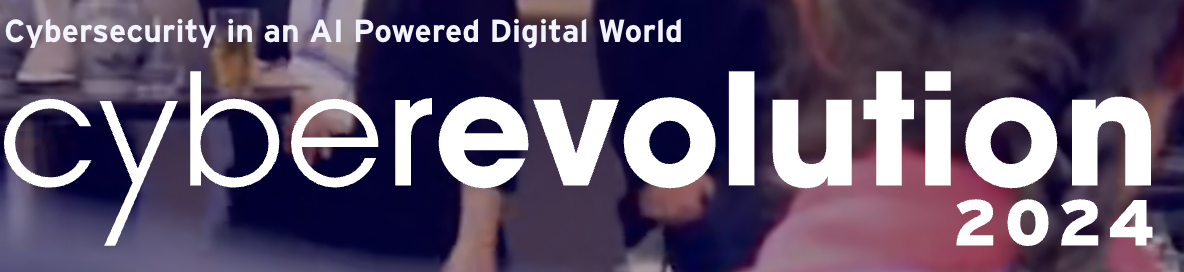 Cybersecurity in an AI Powered Digital World
cyberevolution
2024